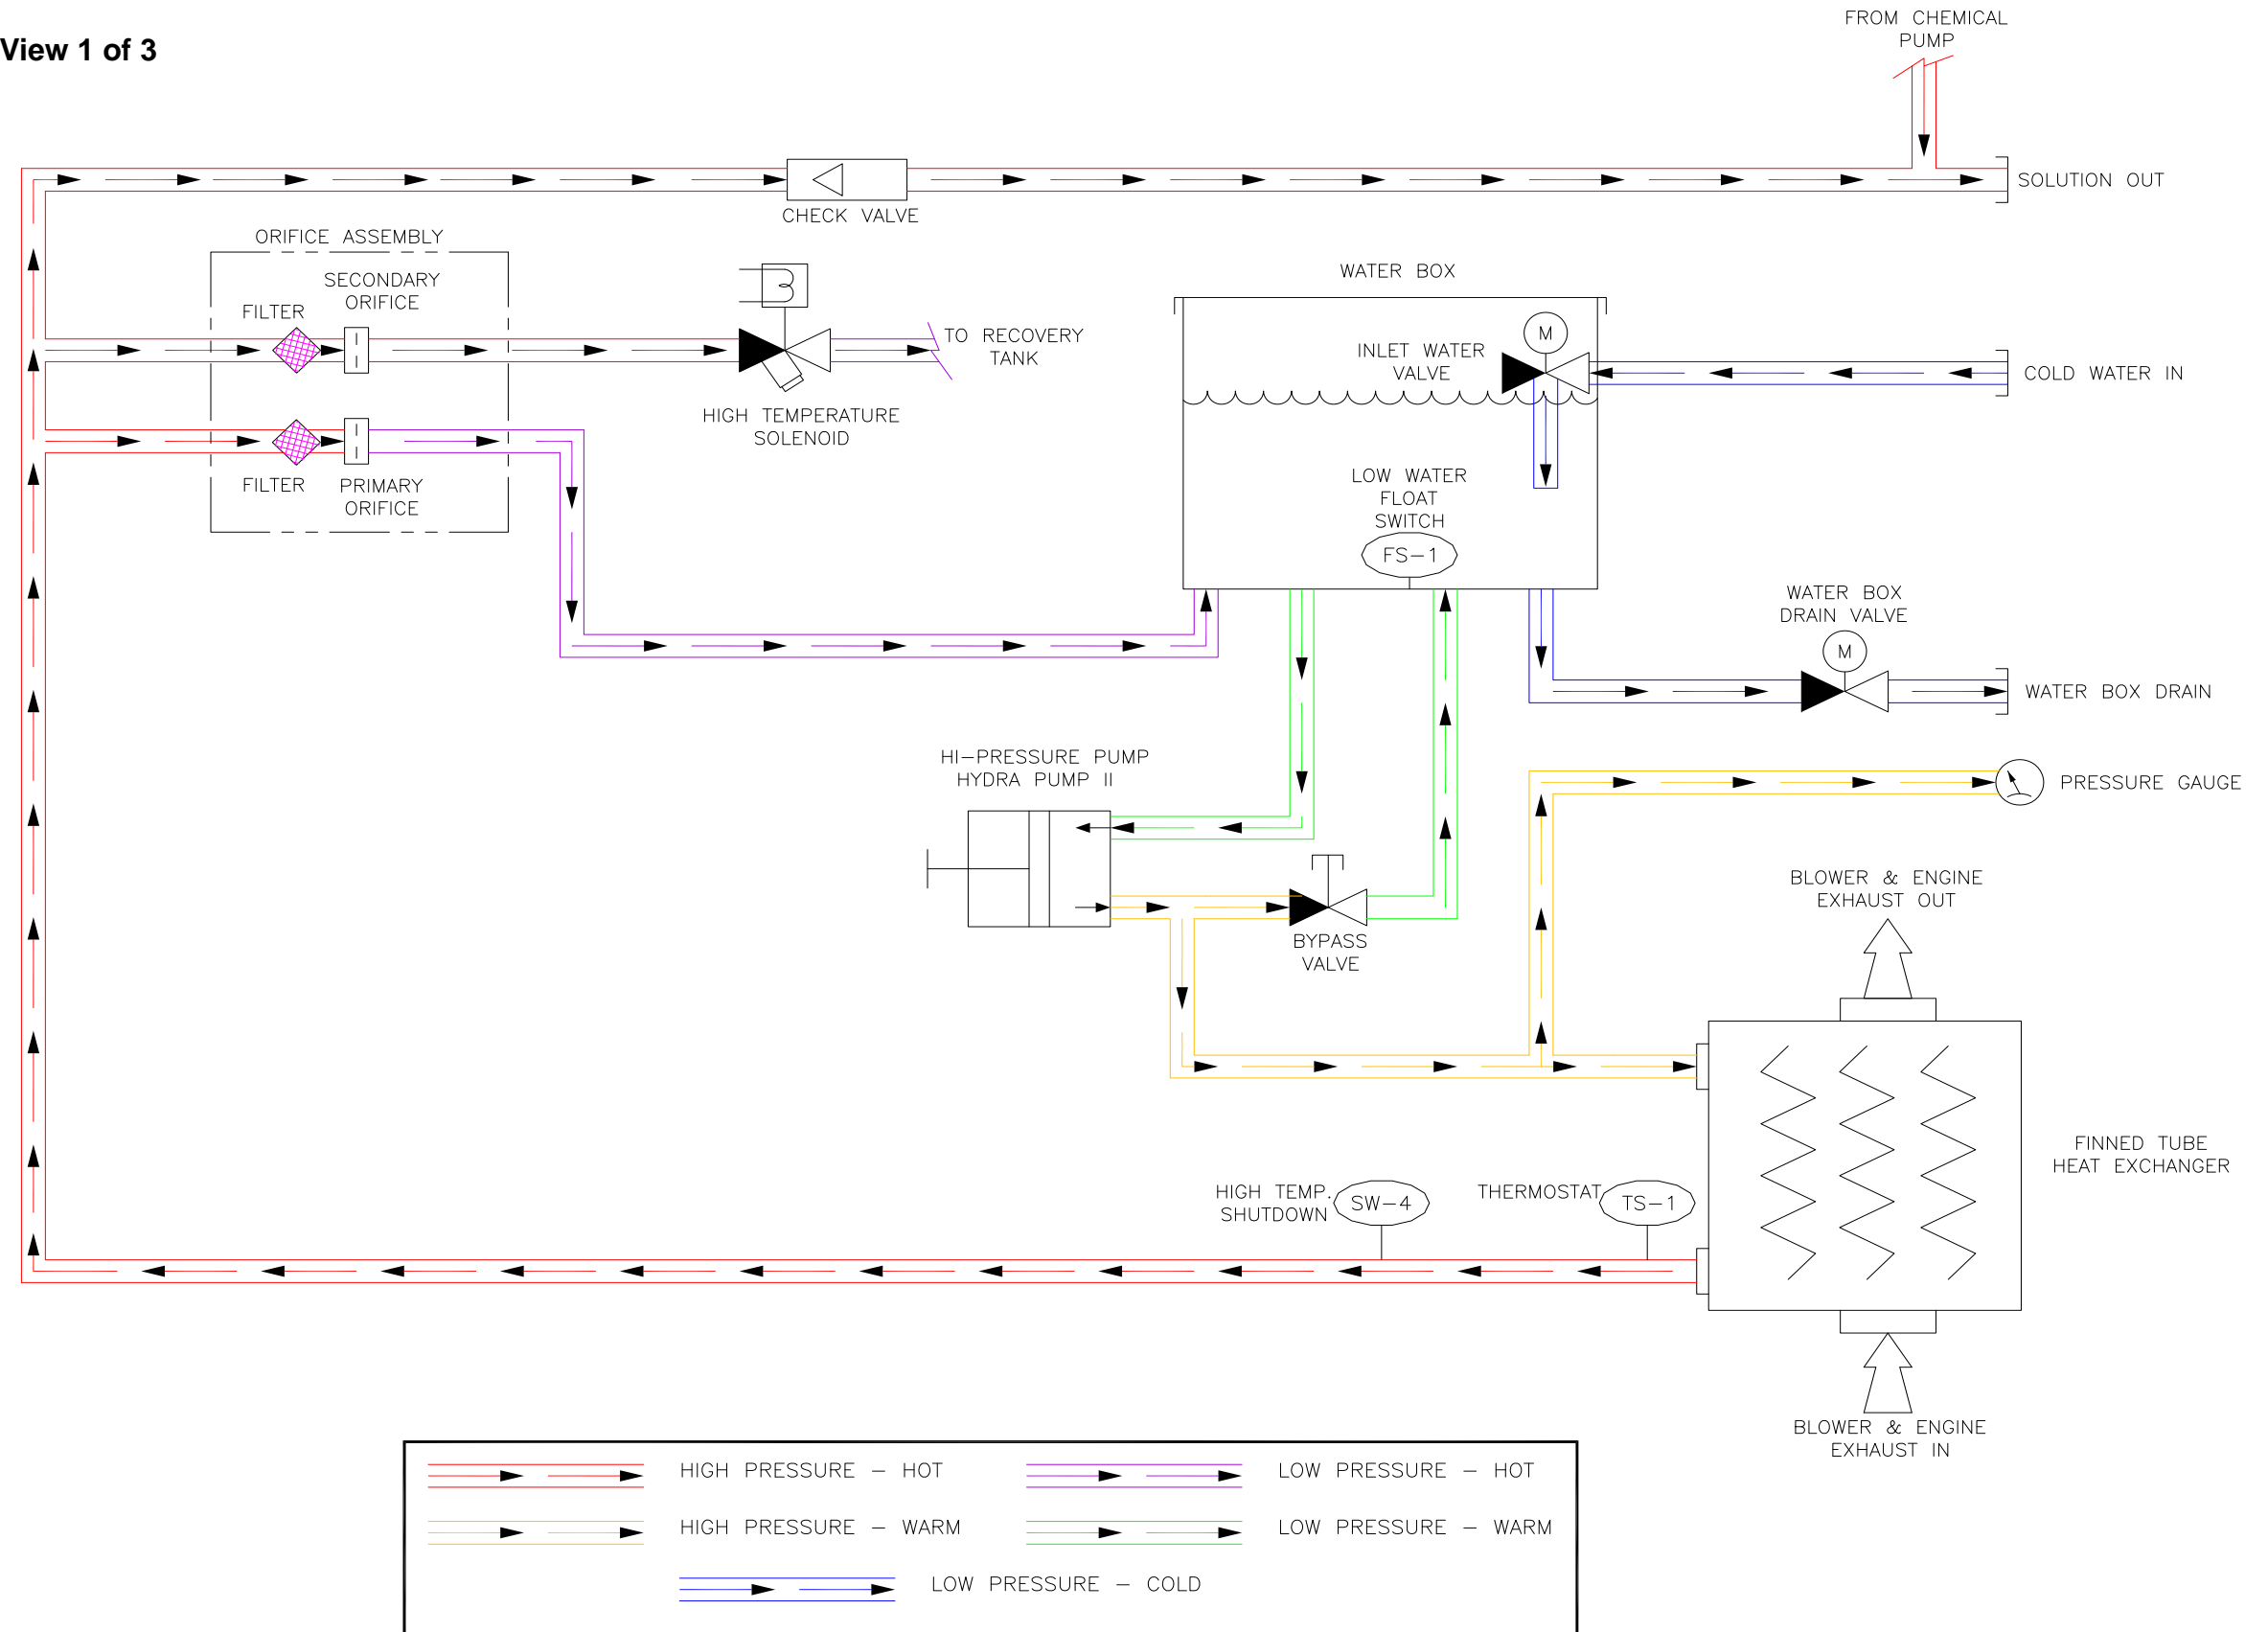 View 1 of 3
FROM CHEMICAL
PUMP
SOLUTION OUT
CHECK VALVE
ORIFICE ASSEMBLY
SECONDARY
ORIFICE
FILTER
TO RECOVERY
TANK
HIGH TEMPERATURE
SOLENOID
FILTER
PRIMARY
ORIFICE
WATER BOX
M
INLET WATER
VALVE
COLD WATER IN
LOW WATER
FLOAT
SWITCH
FS-1
WATER BOX
DRAIN VALVE
M
WATER BOX DRAIN
HI-PRESSURE PUMP
HYDRA PUMP II
PRESSURE GAUGE
BYPASS
VALVE
BLOWER & ENGINE
EXHAUST OUT
FINNED TUBE
HEAT EXCHANGER
HIGH TEMP.
SHUTDOWN
SW-4
THERMOSTAT
TS-1
BLOWER & ENGINE
EXHAUST IN
HIGH PRESSURE - HOT
LOW PRESSURE - HOT
HIGH PRESSURE - WARM
LOW PRESSURE - WARM
LOW PRESSURE - COLD